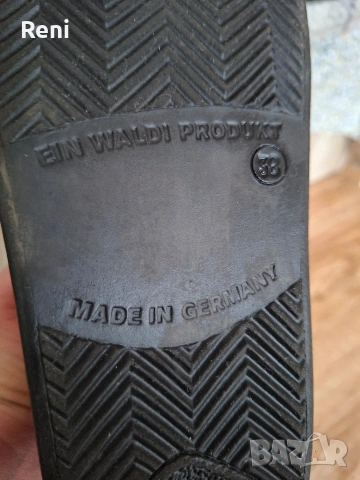 Reni
EIN WALDI PRODUKT
38
MADE IN GERMANY
BAZAR